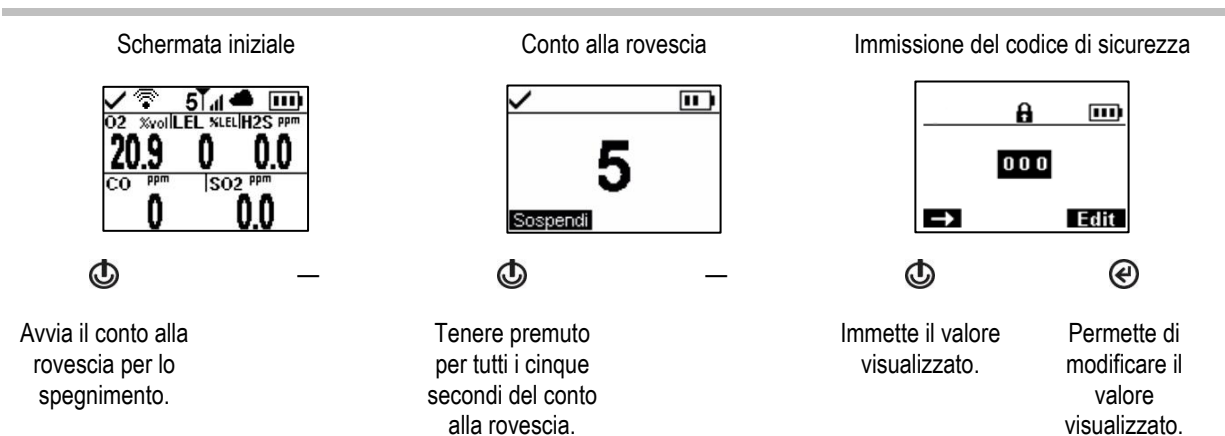 Schermata iniziale
5
O2 %vol LEL %LEL H2S ppm
20.9 0 0.0
CO ppm SO2 ppm
0 0.0
—
Avvia il conto alla
rovescia per lo
spegnimento.
Conto alla rovescia
5
Sospendi
—
Tenere premuto
per tutti i cinque
secondi del conto
alla rovescia.
Immissione del codice di sicurezza
000
→ Edit
Immette il valore
visualizzato.
Permette di
modificare il
valore
visualizzato.